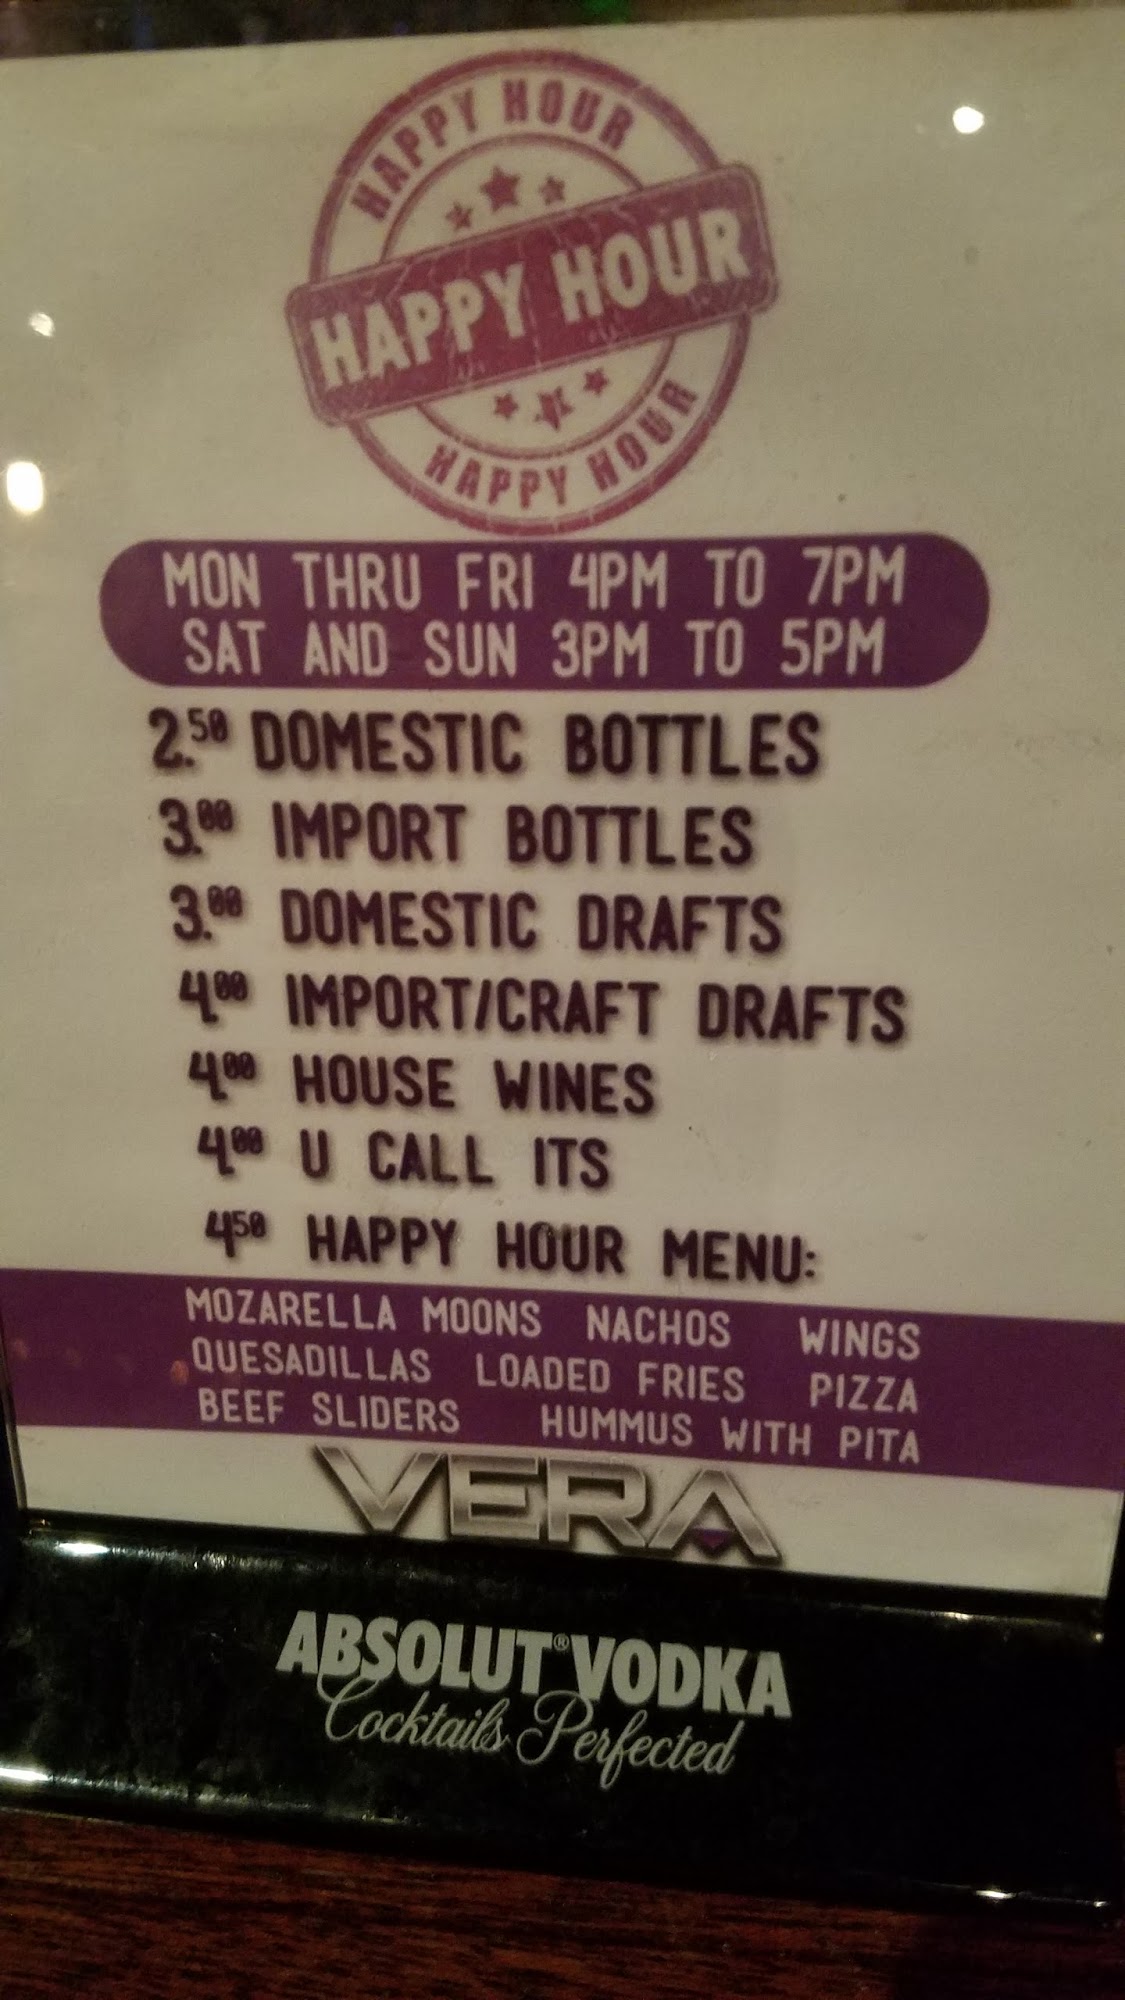 HAPPY HOUR
HAPPY HOUR
HAPPY HOUR
MON THRU FRI 4PM TO 7PM
SAT AND SUN 3PM TO 5PM
2.50 DOMESTIC BOTTLES
3.00 IMPORT BOTTLES
3.00 DOMESTIC DRAFTS
4.00 IMPORT/CRAFT DRAFTS
4.00 HOUSE WINES
4.00 U CALL ITS
4.50 HAPPY HOUR MENU:
MOZARELLA MOONS NACHOS WINGS
QUESADILLAS LOADED FRIES PIZZA
BEEF SLIDERS HUMMUS WITH PITA
VERA
ABSOLUT® VODKA
Cocktails Perfected